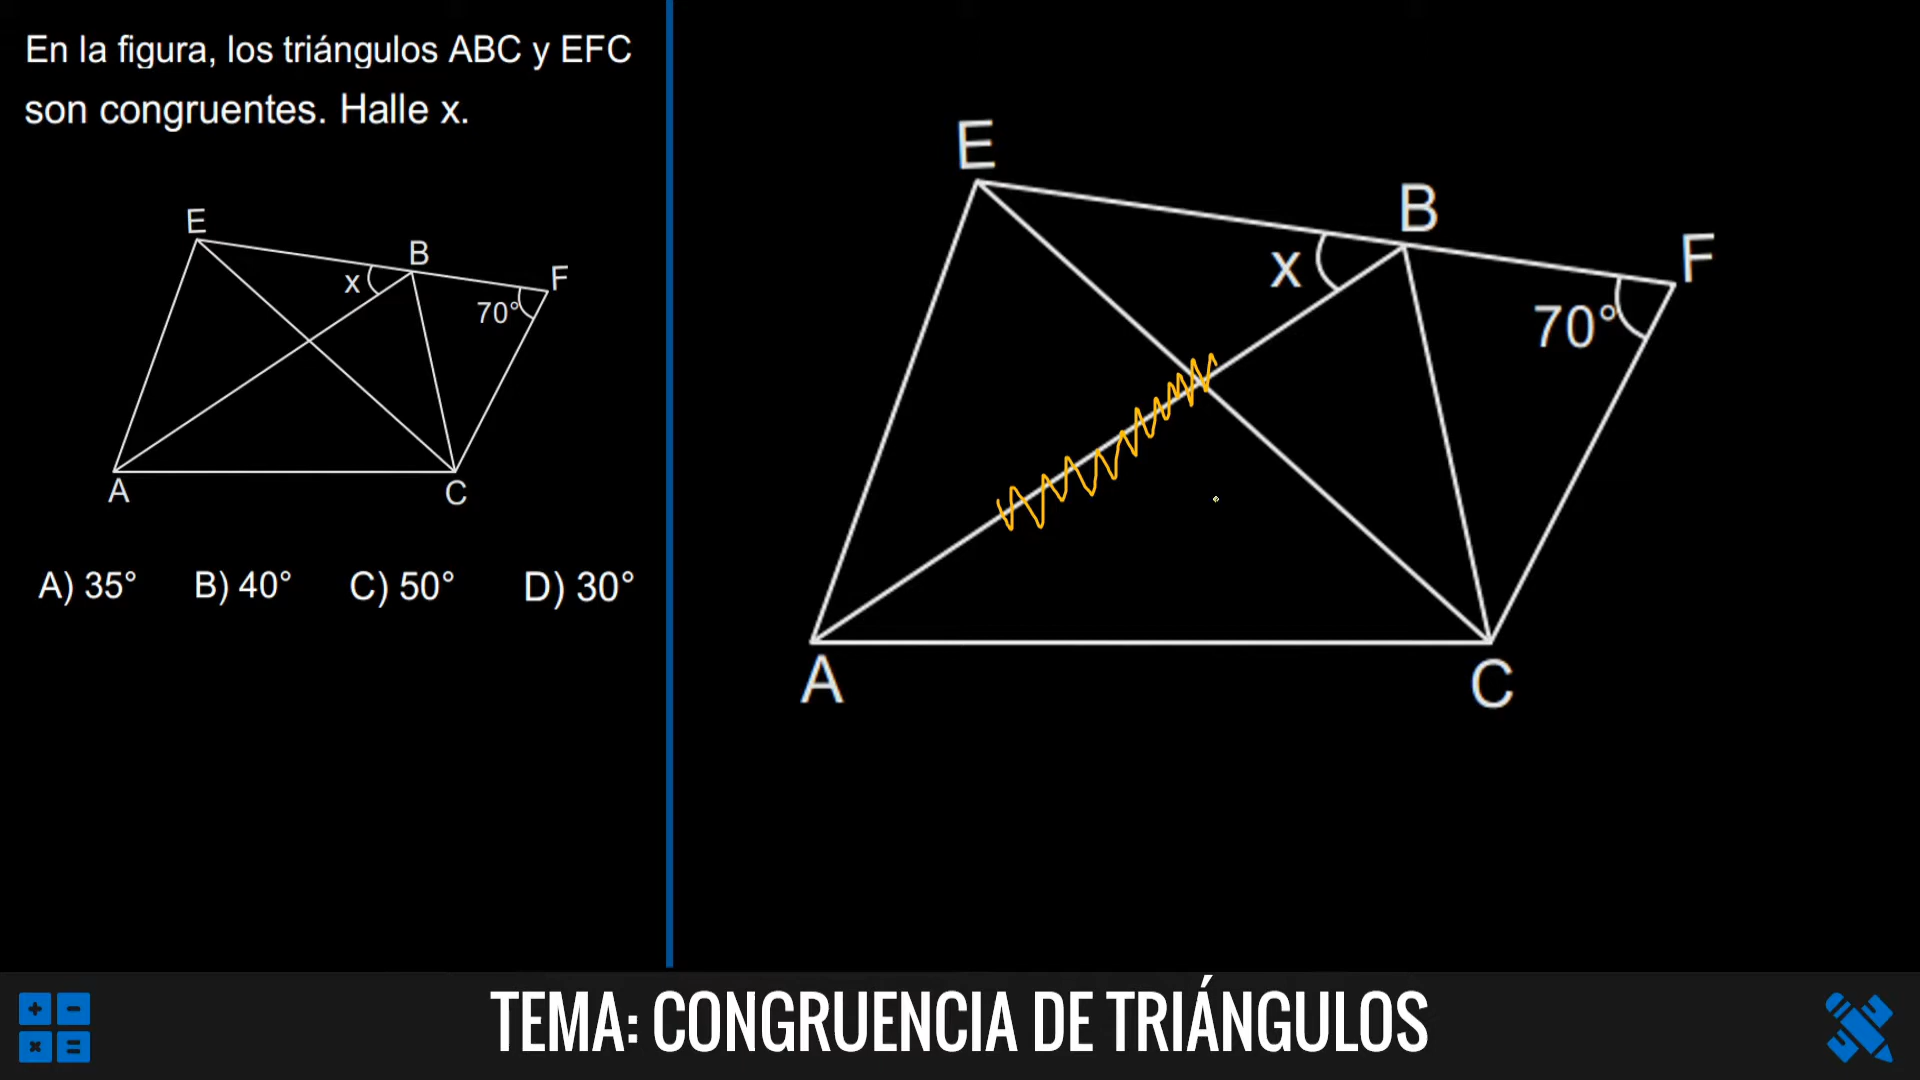 En la figura, los triángulos ABC y EFC
son congruentes. Halle x.
E
B
F
x
70°
A
C
A) 35° B) 40° C) 50° D) 30°
E
B
F
x
70°
A
C
TEMA: CONGRUENCIA DE TRIÁNGULOS